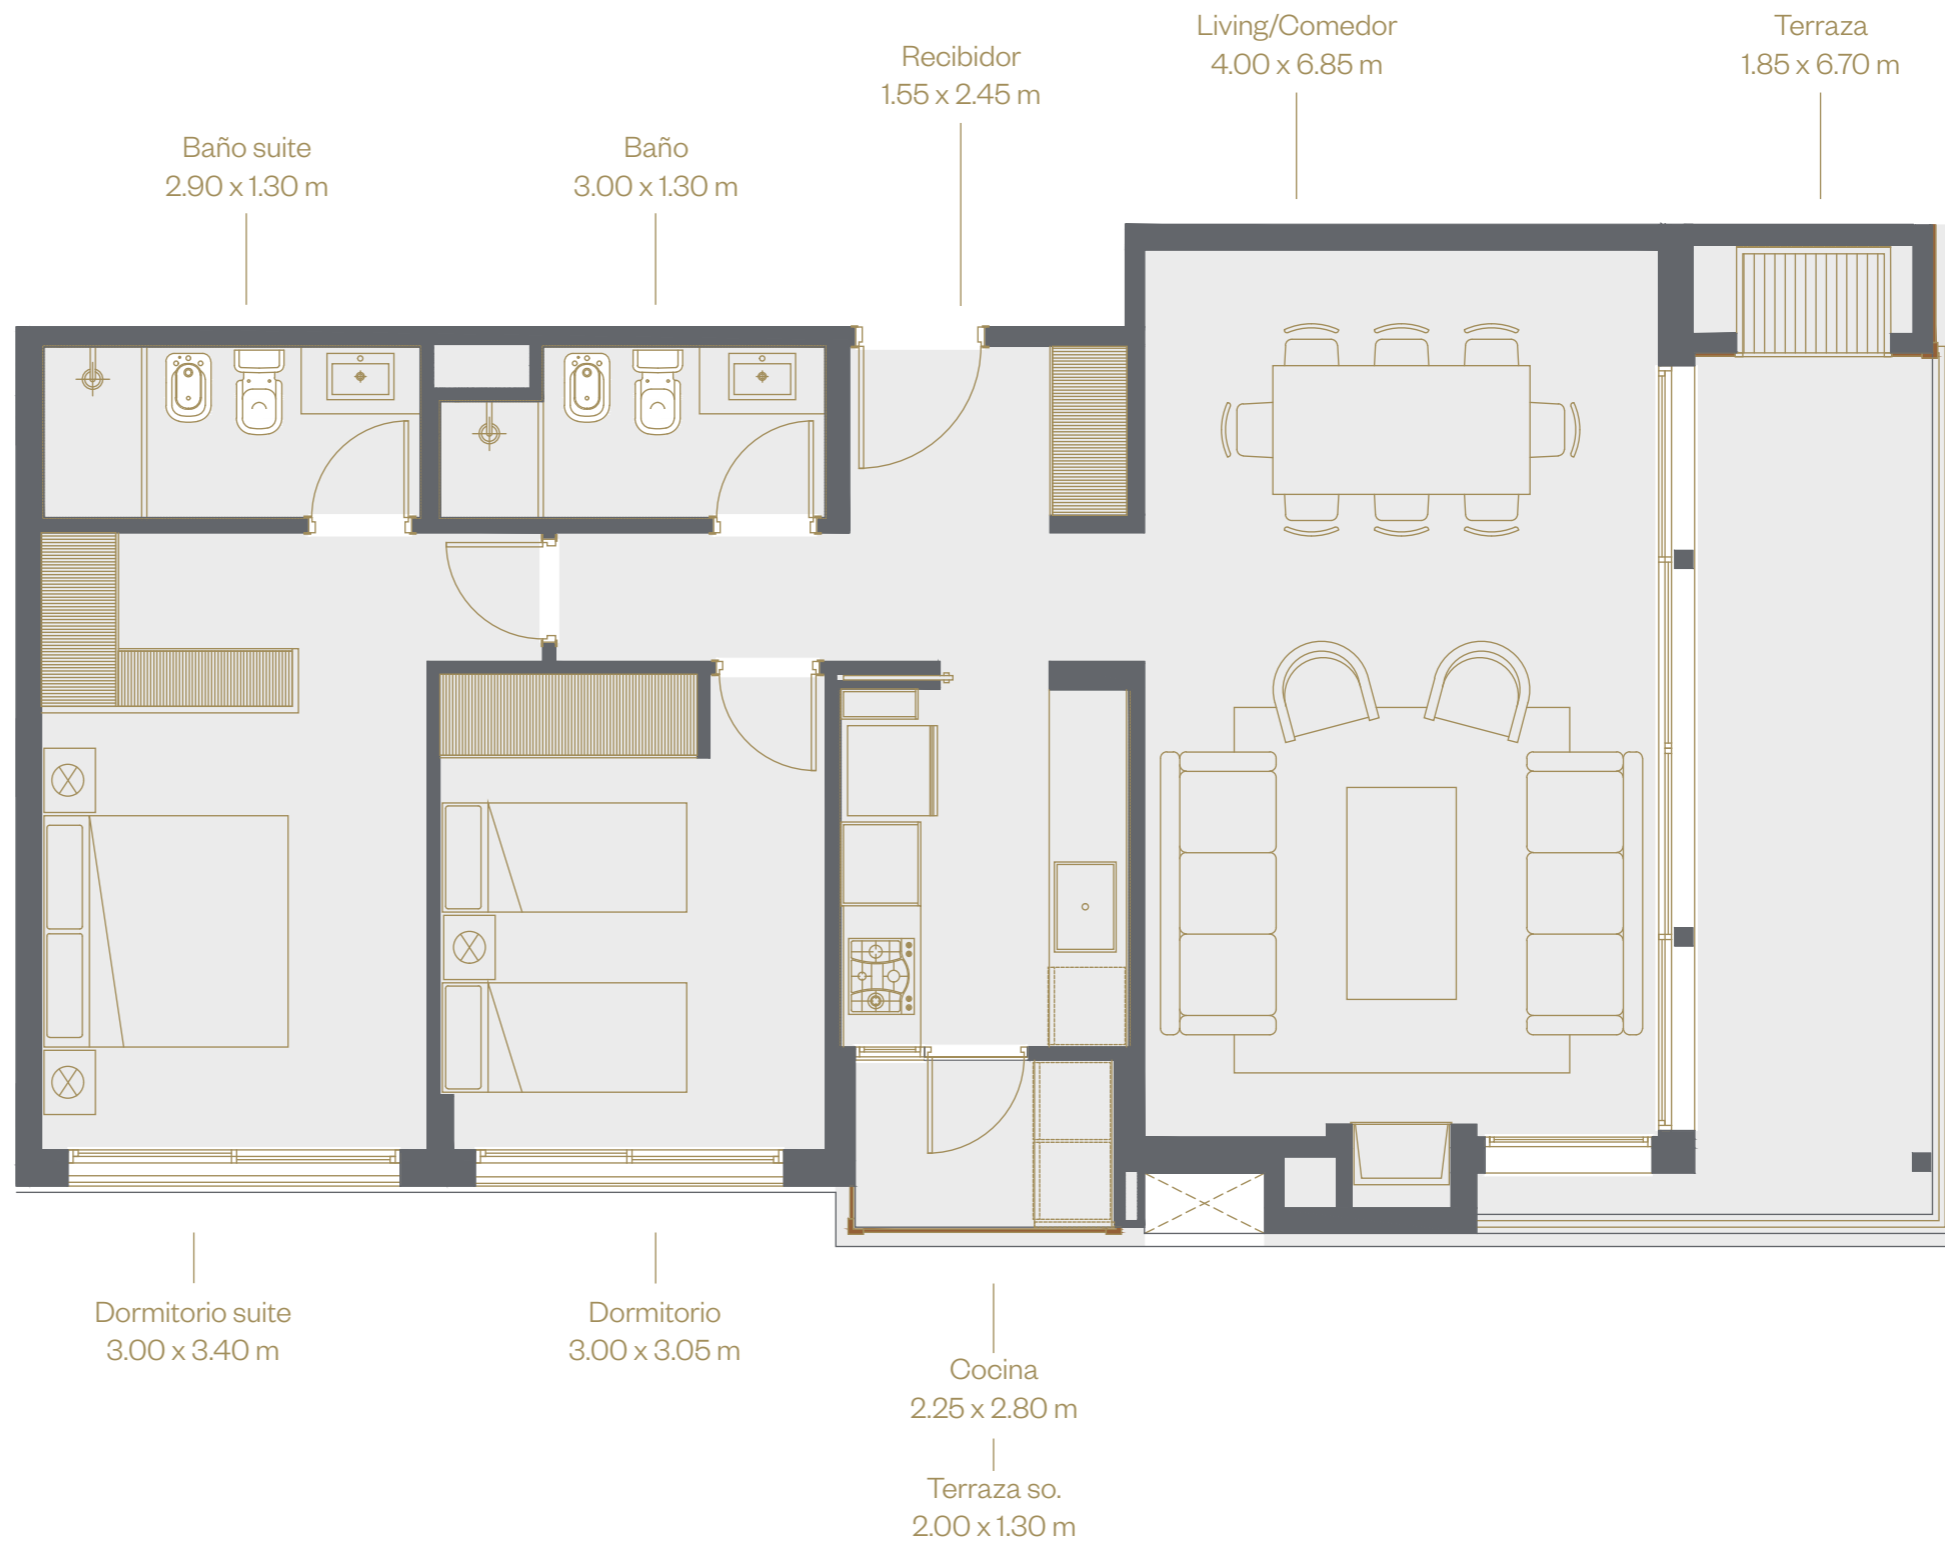 Living/Comedor
4.00 x 6.85 m
Terraza
1.85 x 6.70 m
Recibidor
1.55 x 2.45 m
Baño suite
2.90 x 1.30 m
Baño
3.00 x 1.30 m
Dormitorio suite
3.00 x 3.40 m
Dormitorio
3.00 x 3.05 m
Cocina
2.25 x 2.80 m
Terraza so.
2.00 x 1.30 m